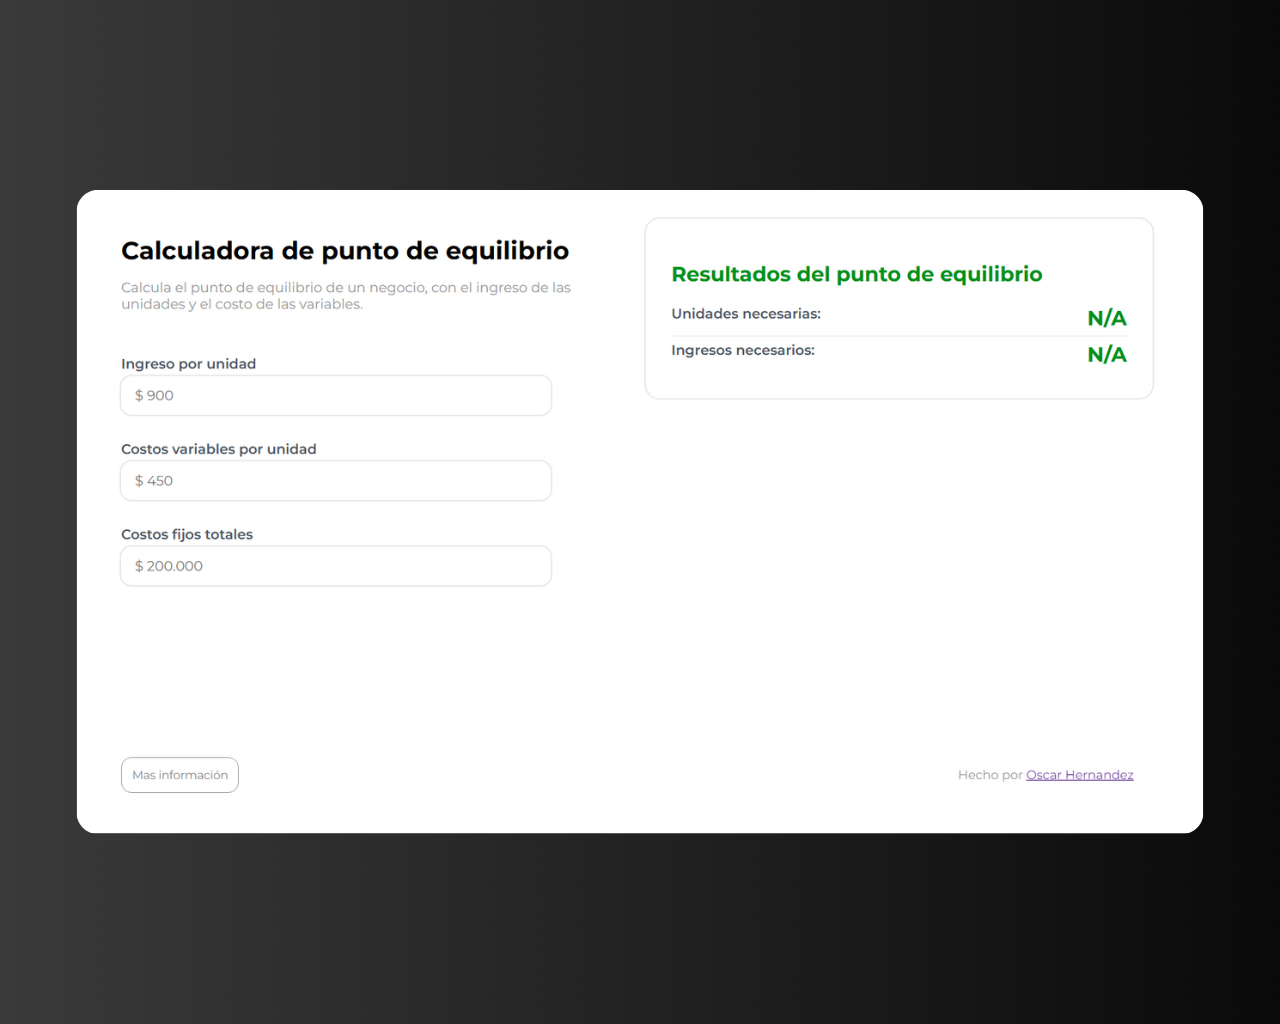 Calculadora de punto de equilibrio
Calcula el punto de equilibrio de un negocio, con el ingreso de las
unidades y el costo de las variables.
Ingreso por unidad
$ 900
Costos variables por unidad
$ 450
Costos fijos totales
$ 200.000
Mas información
Resultados del punto de equilibrio
Unidades necesarias: N/A
Ingresos necesarios: N/A
Hecho por Oscar Hernandez